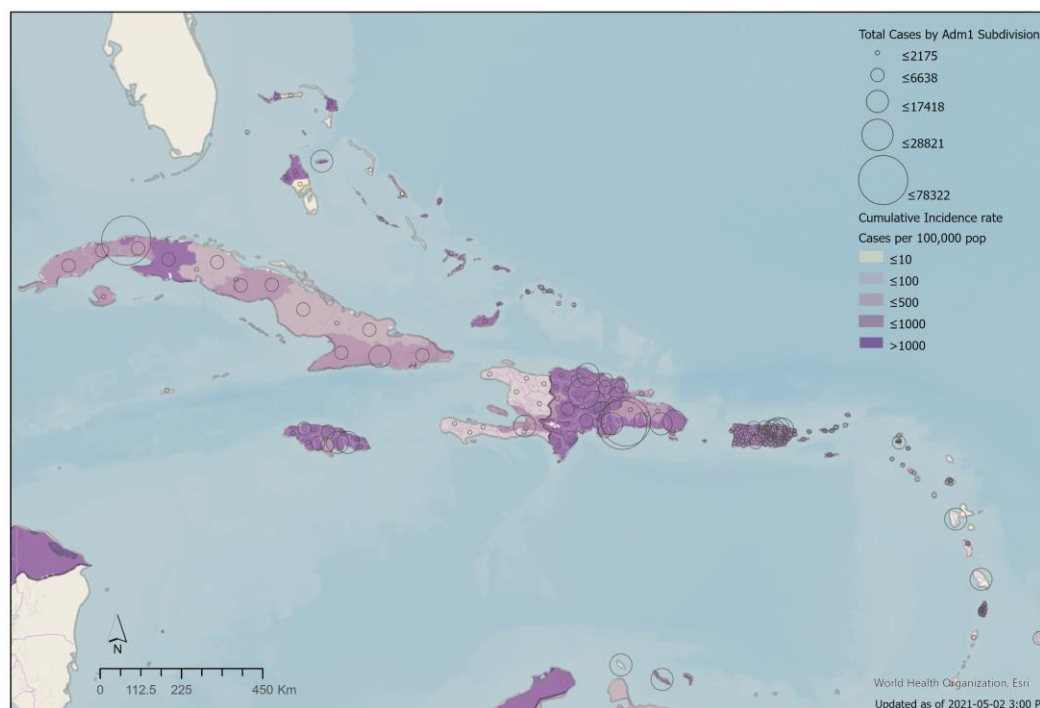 Total Cases by Adm1 Subdivision
≤2175
≤6638
≤17418
≤28821
≤78322
Cumulative Incidence rate
Cases per 100,000 pop
≤10
≤100
≤500
≤1000
>1000
N
0 112.5 225 450 Km
World Health Organization, Esri
Updated as of 2021-05-02 3:00 P